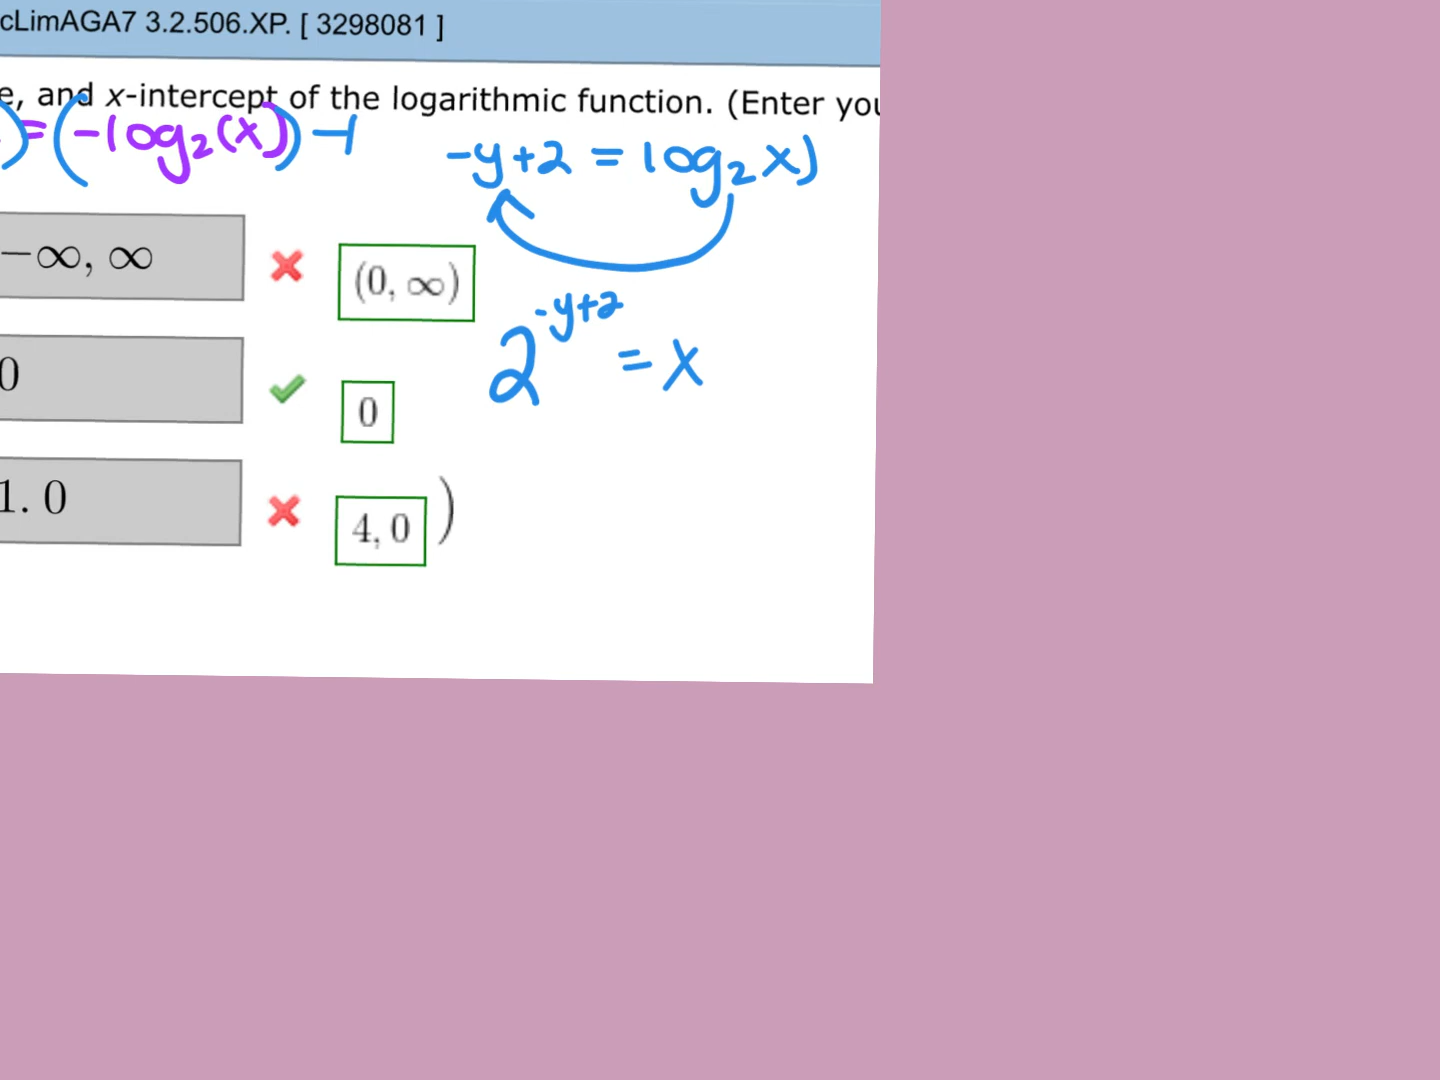 cLimAGA7 3.2.506.XP. [ 3298081 ]
e, and x-intercept of the logarithmic function. (Enter you
) = (-log₂(x)) -1
-y+2 = log₂x)
−∞, ∞
(0, ∞)
2^{-y+2} = x
0
0
1. 0
4, 0 )